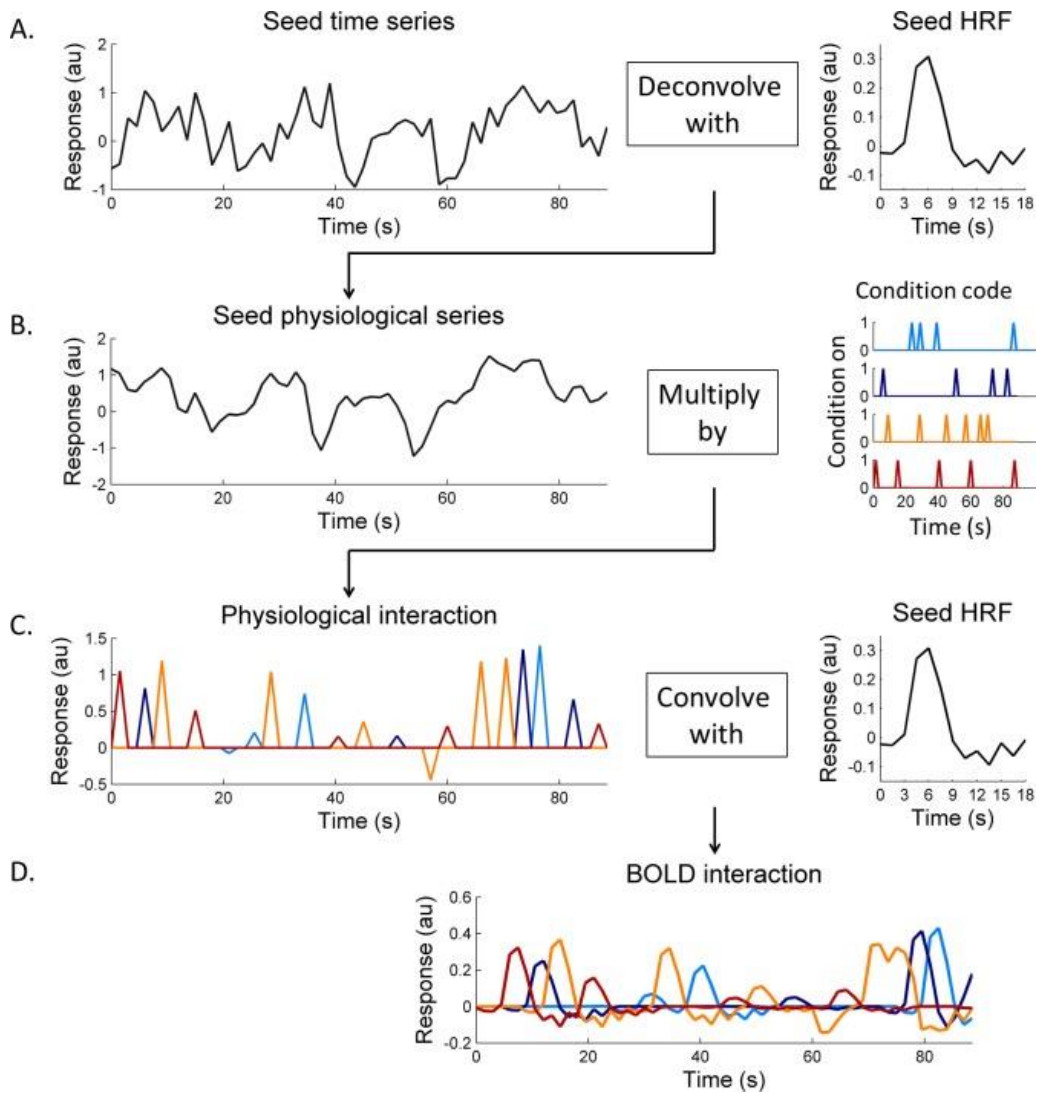 A.
Seed time series
Response (au)
2
1
0
-1
0 20 40 60 80
Time (s)
Deconvolve
with
Seed HRF
Response (au)
0.3
0.2
0.1
0
-0.1
0 3 6 9 12 15 18
Time (s)
B.
Seed physiological series
Response (au)
2
1
0
-1
-2
0 20 40 60 80
Time (s)
Multiply
by
Condition code
Condition on
1
0
1
0
1
0
1
0
0 20 40 60 80
Time (s)
C.
Physiological interaction
Response (au)
1.5
1
0.5
0
-0.5
0 20 40 60 80
Time (s)
Convolve
with
Seed HRF
Response (au)
0.3
0.2
0.1
0
-0.1
0 3 6 9 12 15 18
Time (s)
D.
BOLD interaction
Response (au)
0.6
0.4
0.2
0
-0.2
0 20 40 60 80
Time (s)